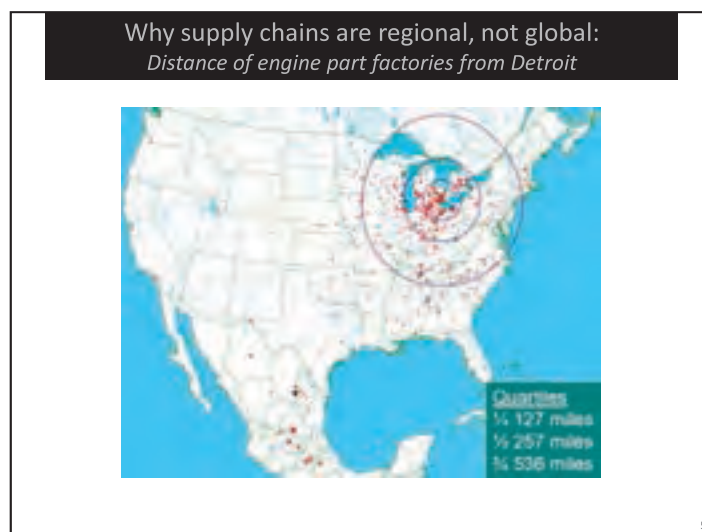 Why supply chains are regional, not global:
Distance of engine part factories from Detroit
Quartiles
¼ 127 miles
½ 257 miles
¾ 536 miles